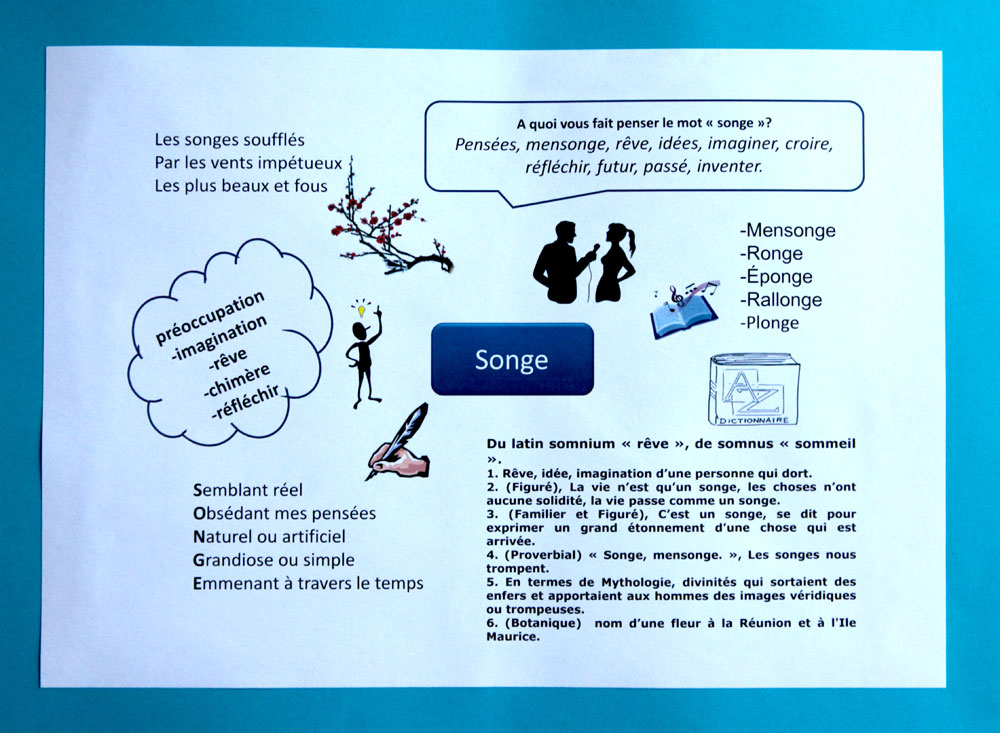 Les songes soufflés
Par les vents impétueux
Les plus beaux et fous
A quoi vous fait penser le mot « songe »?
Pensées, mensonge, rêve, idées, imaginer, croire,
réfléchir, futur, passé, inventer.
-Mensonge
-Ronge
-Éponge
-Rallonge
-Plonge
préoccupation
-imagination
-rêve
-chimère
-réfléchir
Songe
A Z
DICTIONNAIRE
Semblant réel
Obsédant mes pensées
Naturel ou artificiel
Grandiose ou simple
Emmenant à travers le temps
Du latin somnium « rêve », de somnus « sommeil
».
1. Rêve, idée, imagination d'une personne qui dort.
2. (Figuré), La vie n'est qu'un songe, les choses n'ont
aucune solidité, la vie passe comme un songe.
3. (Familier et Figuré), C'est un songe, se dit pour
exprimer un grand étonnement d'une chose qui est
arrivée.
4. (Proverbial) « Songe, mensonge. », Les songes nous
trompent.
5. En termes de Mythologie, divinités qui sortaient des
enfers et apportaient aux hommes des images véridiques
ou trompeuses.
6. (Botanique) nom d'une fleur à la Réunion et à l'Ile
Maurice.